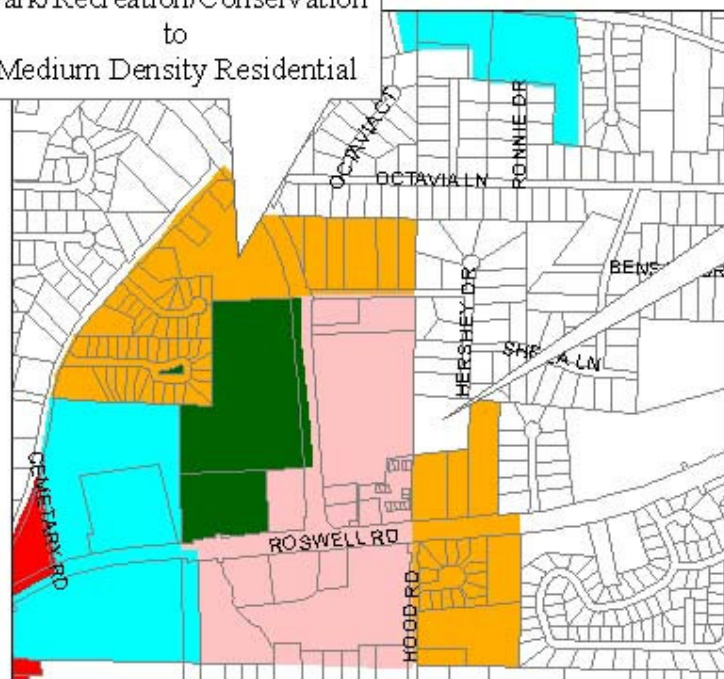 ark/Recreation/Conservation
to
Medium Density Residential
OCTAVIA CT
RONNIE DR
OCTAVIA LN
HERSHEY DR
CEMETARY RD
ROSWELL RD
HOOD RD